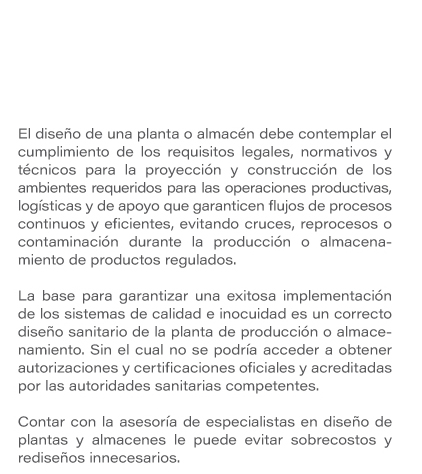 El diseño de una planta o almacén debe contemplar el
cumplimiento de los requisitos legales, normativos y
técnicos para la proyección y construcción de los
ambientes requeridos para las operaciones productivas,
logísticas y de apoyo que garanticen flujos de procesos
continuos y eficientes, evitando cruces, reprocesos o
contaminación durante la producción o almacena-
miento de productos regulados.

La base para garantizar una exitosa implementación
de los sistemas de calidad e inocuidad es un correcto
diseño sanitario de la planta de producción o almace-
namiento. Sin el cual no se podría acceder a obtener
autorizaciones y certificaciones oficiales y acreditadas
por las autoridades sanitarias competentes.

Contar con la asesoría de especialistas en diseño de
plantas y almacenes le puede evitar sobrecostos y
rediseños innecesarios.